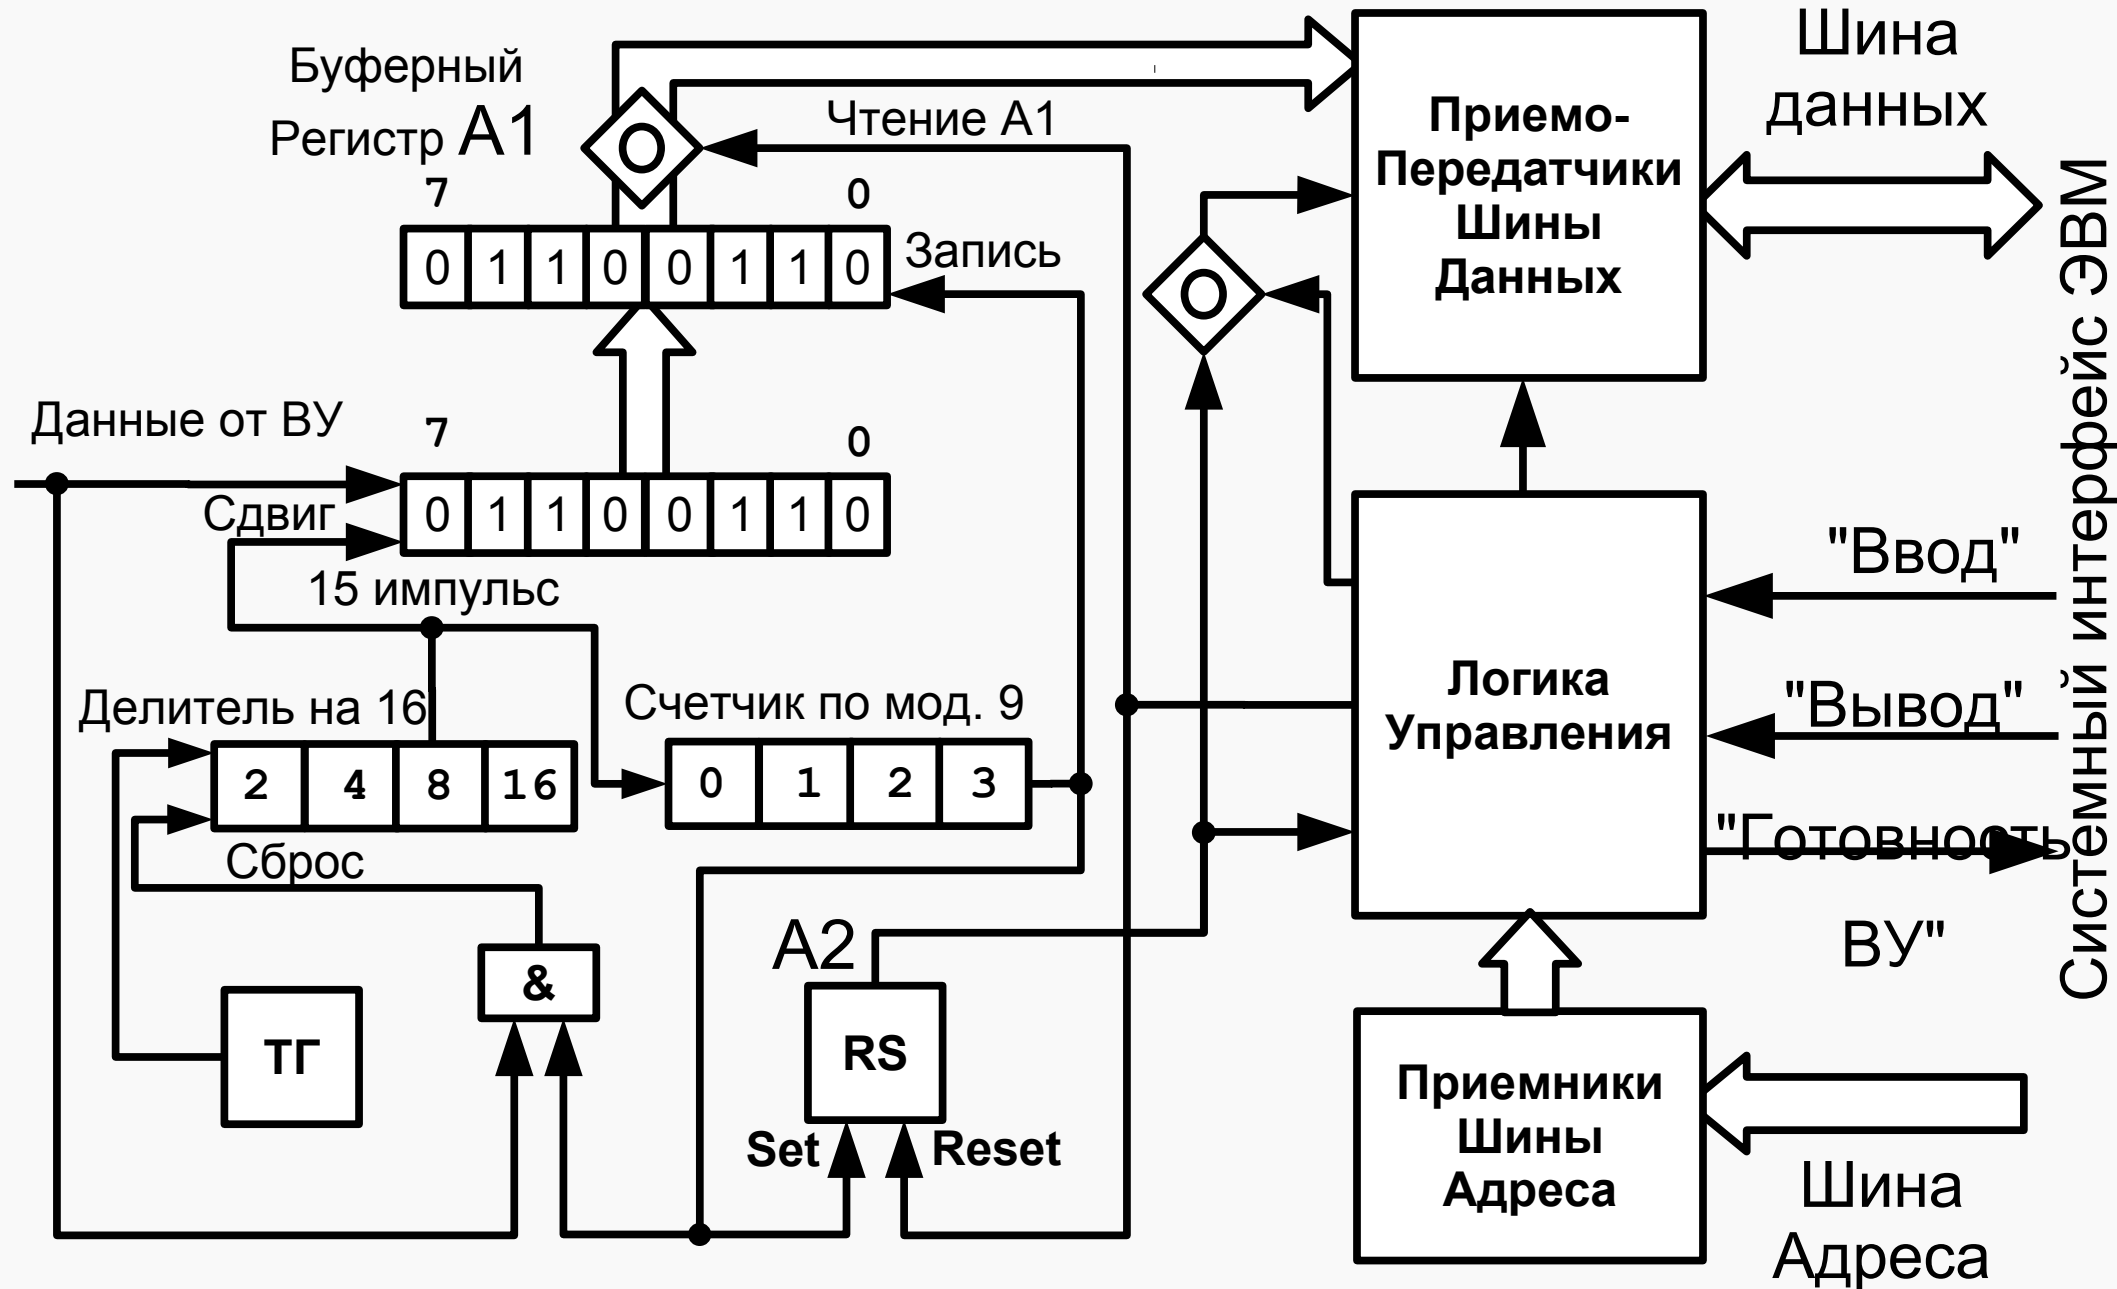 Буферный
Регистр А1
7 0
0 1 1 0 0 1 1 0
Чтение А1
Запись
Данные от ВУ
7 0
0 1 1 0 0 1 1 0
Сдвиг
15 импульс
Делитель на 16
2 4 8 16
Счетчик по мод. 9
0 1 2 3
Сброс
&
ТГ
А2
RS
Set
Reset
Приемо-
Передатчики
Шины
Данных
Логика
Управления
Приемники
Шины
Адреса
Шина
данных
"Ввод"
"Вывод"
"Готовность
ВУ"
Шина
Адреса
Системный интерфейс ЭВМ